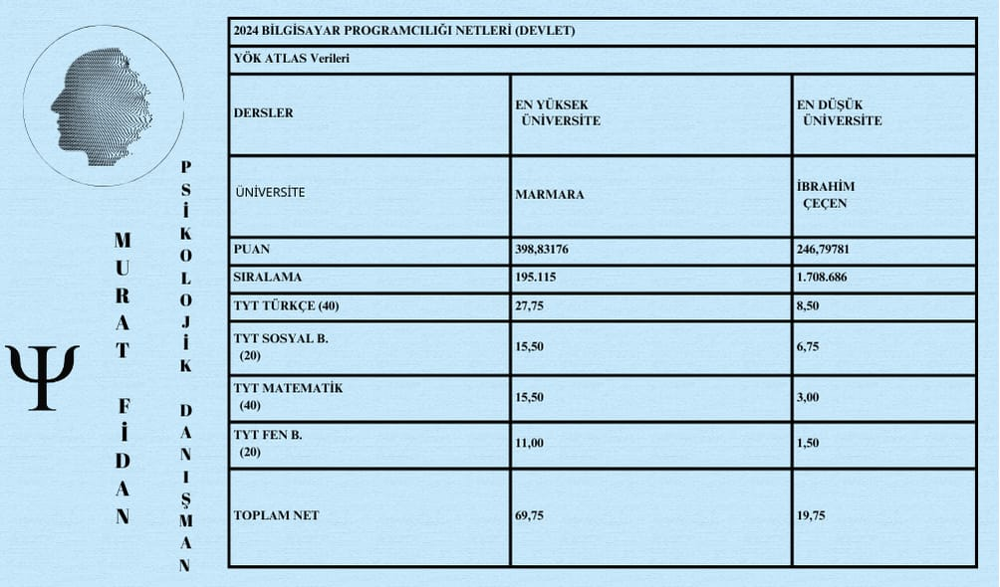 2024 BİLGİSAYAR PROGRAMCILIĞI NETLERİ (DEVLET)
YÖK ATLAS Verileri
DERSLER
EN YÜKSEK
ÜNİVERSİTE
EN DÜŞÜK
ÜNİVERSİTE
ÜNİVERSİTE
MARMARA
İBRAHİM
ÇEÇEN
PUAN
398,83176
246,79781
SIRALAMA
195.115
1.708.686
TYT TÜRKÇE (40)
27,75
8,50
TYT SOSYAL B.
(20)
15,50
6,75
TYT MATEMATİK
(40)
15,50
3,00
TYT FEN B.
(20)
11,00
1,50
TOPLAM NET
69,75
19,75
MURAT FİDAN
PSİKOLOJİK DANIŞMAN
Ψ